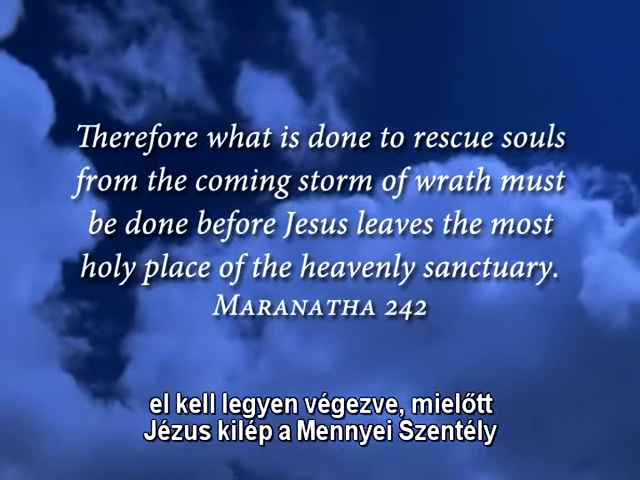 Therefore what is done to rescue souls
from the coming storm of wrath must
be done before Jesus leaves the most
holy place of the heavenly sanctuary.
MARANATHA 242
el kell legyen végezve, mielőtt
Jézus kilép a Mennyei Szentély